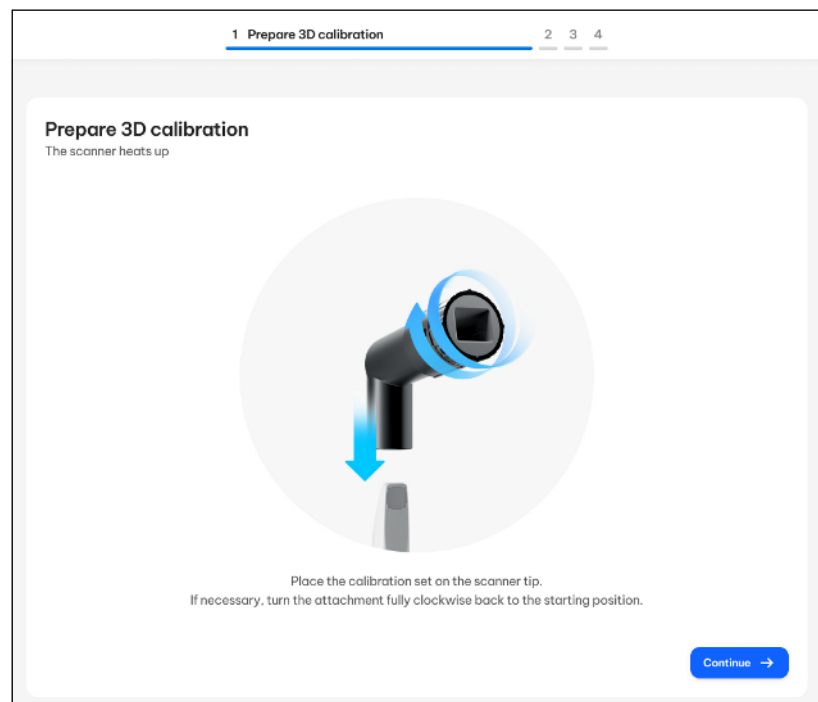 1 Prepare 3D calibration 2 3 4
Prepare 3D calibration
The scanner heats up
Place the calibration set on the scanner tip.
If necessary, turn the attachment fully clockwise back to the starting position.
Continue →